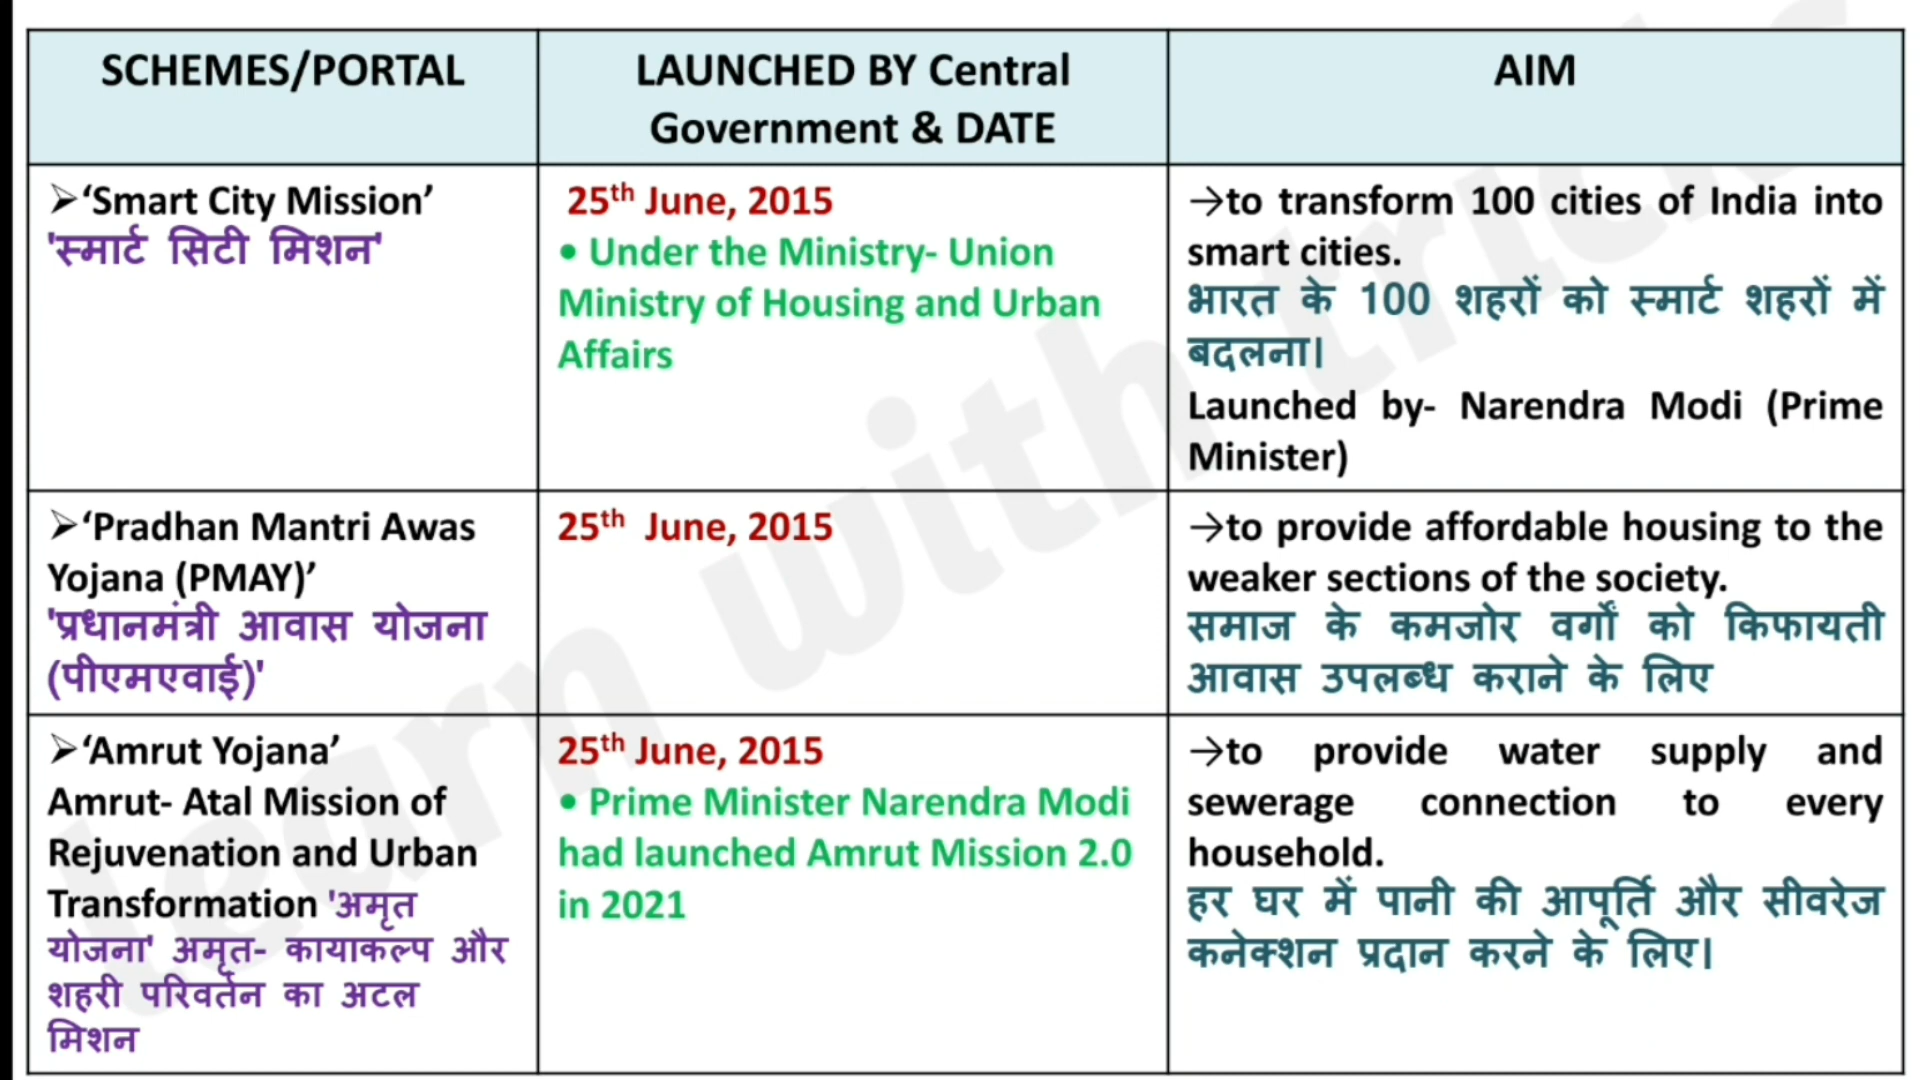 SCHEMES/PORTAL
LAUNCHED BY Central
Government & DATE
AIM
➢‘Smart City Mission’
'स्मार्ट सिटी मिशन'
25th June, 2015
• Under the Ministry- Union
Ministry of Housing and Urban
Affairs
→to transform 100 cities of India into
smart cities.
भारत के 100 शहरों को स्मार्ट शहरों में
बदलना।
Launched by- Narendra Modi (Prime
Minister)
➢‘Pradhan Mantri Awas
Yojana (PMAY)’
'प्रधानमंत्री आवास योजना
(पीएमएवाई)'
25th June, 2015
→to provide affordable housing to the
weaker sections of the society.
समाज के कमजोर वर्गों को किफायती
आवास उपलब्ध कराने के लिए
➢‘Amrut Yojana’
Amrut- Atal Mission of
Rejuvenation and Urban
Transformation 'अमृत
योजना' अमृत- कायाकल्प और
शहरी परिवर्तन का अटल
मिशन
25th June, 2015
• Prime Minister Narendra Modi
had launched Amrut Mission 2.0
in 2021
→to provide water supply and
sewerage connection to every
household.
हर घर में पानी की आपूर्ति और सीवरेज
कनेक्शन प्रदान करने के लिए।
learn with tricks